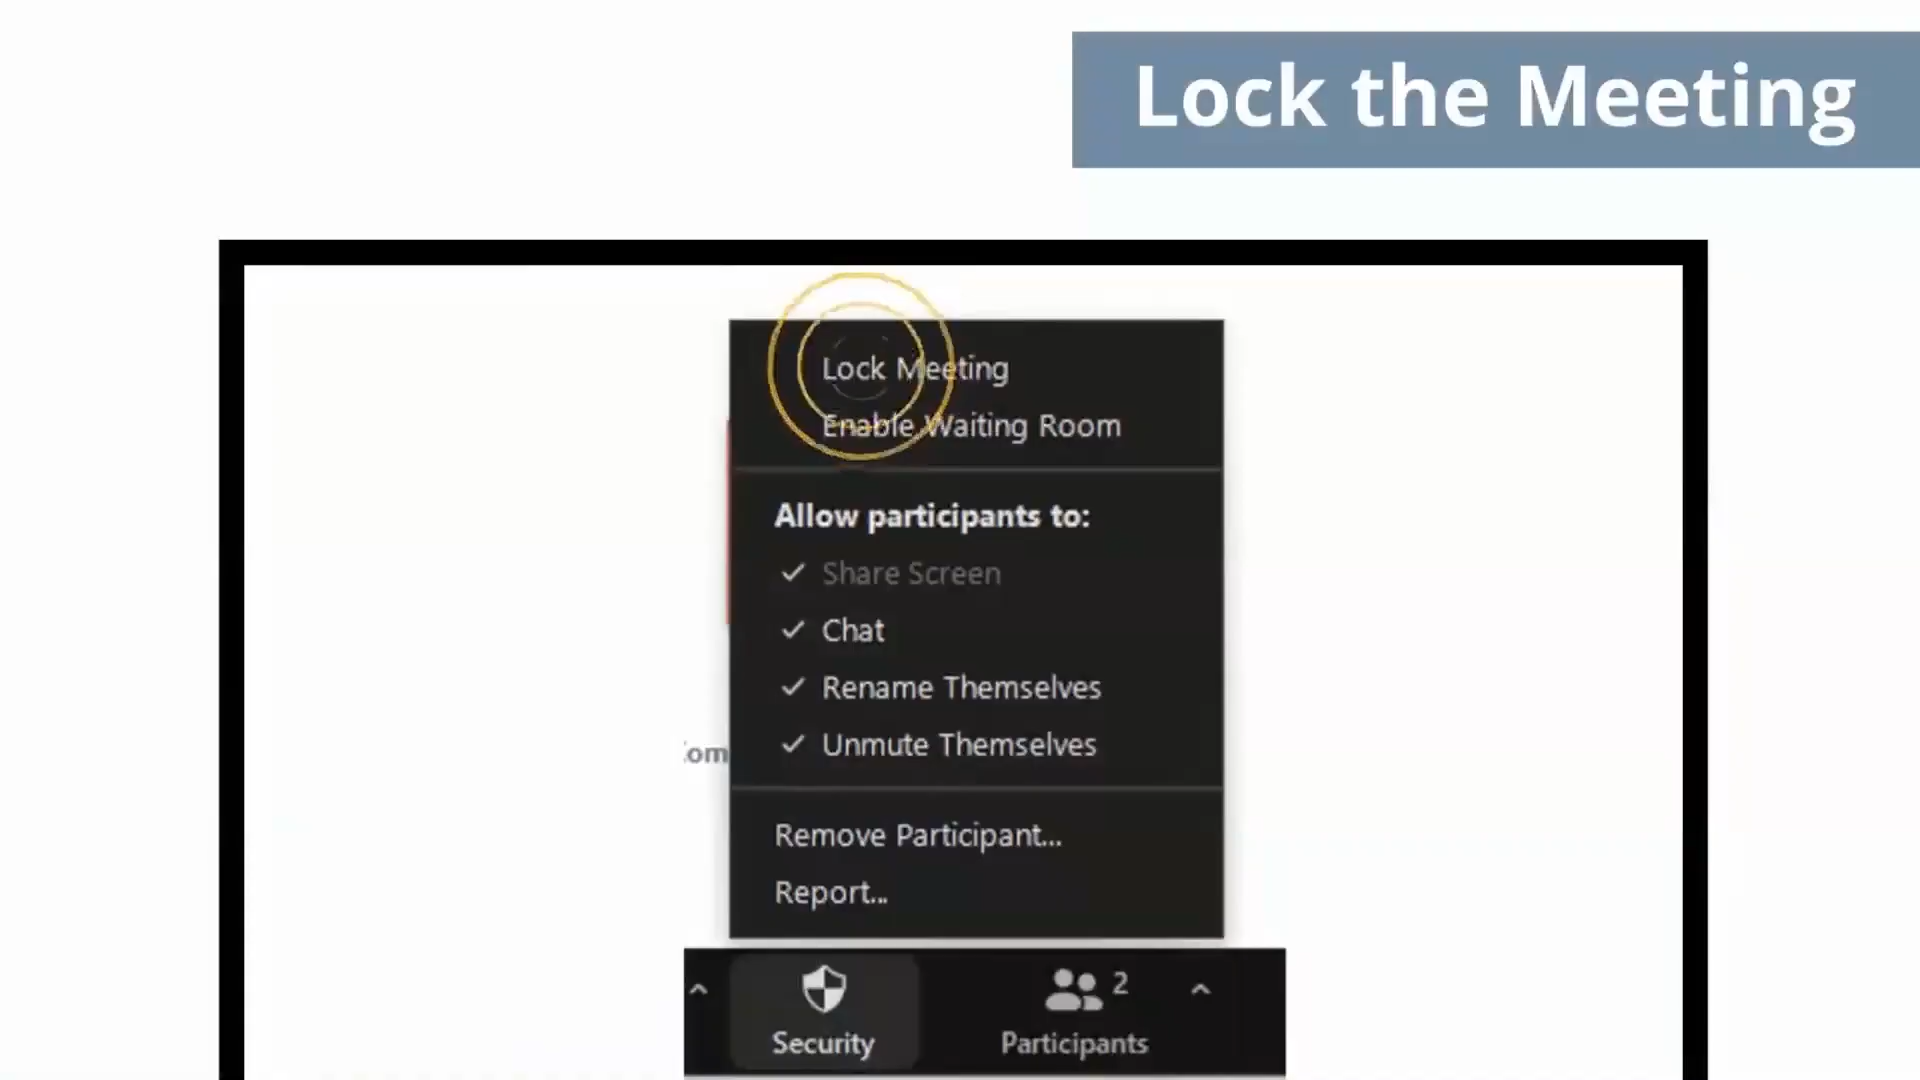 Lock the Meeting
Lock Meeting
Enable Waiting Room
Allow participants to:
Share Screen
Chat
Rename Themselves
Unmute Themselves
Remove Participant...
Report...
2
Security
Participants